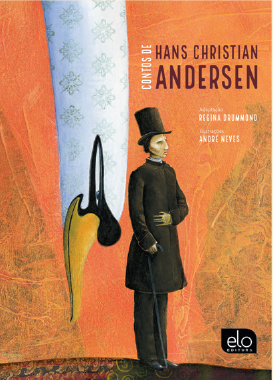 CONTOS DE
HANS CHRISTIAN
ANDERSEN
Adaptação
REGINA DRUMMOND
Ilustrações
ANDRÉ NEVES
elo
EDITORA